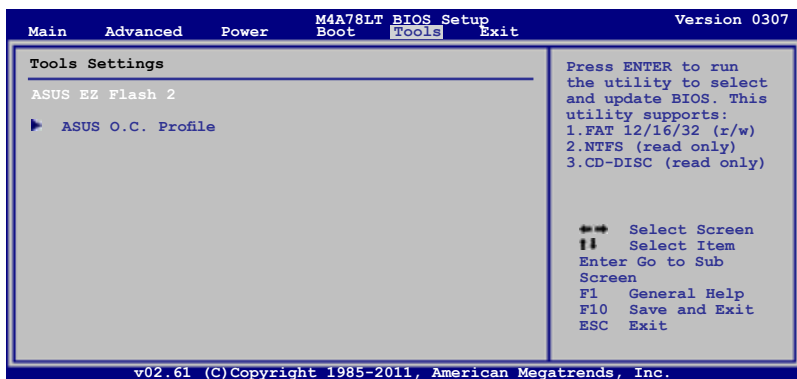 M4A78LT BIOS Setup Version 0307
Main Advanced Power Boot Tools Exit
Tools Settings
ASUS EZ Flash 2
ASUS O.C. Profile
Press ENTER to run
the utility to select
and update BIOS. This
utility supports:
1.FAT 12/16/32 (r/w)
2.NTFS (read only)
3.CD-DISC (read only)
Select Screen
Select Item
Enter Go to Sub
Screen
F1 General Help
F10 Save and Exit
ESC Exit
v02.61 (C)Copyright 1985-2011, American Megatrends, Inc.